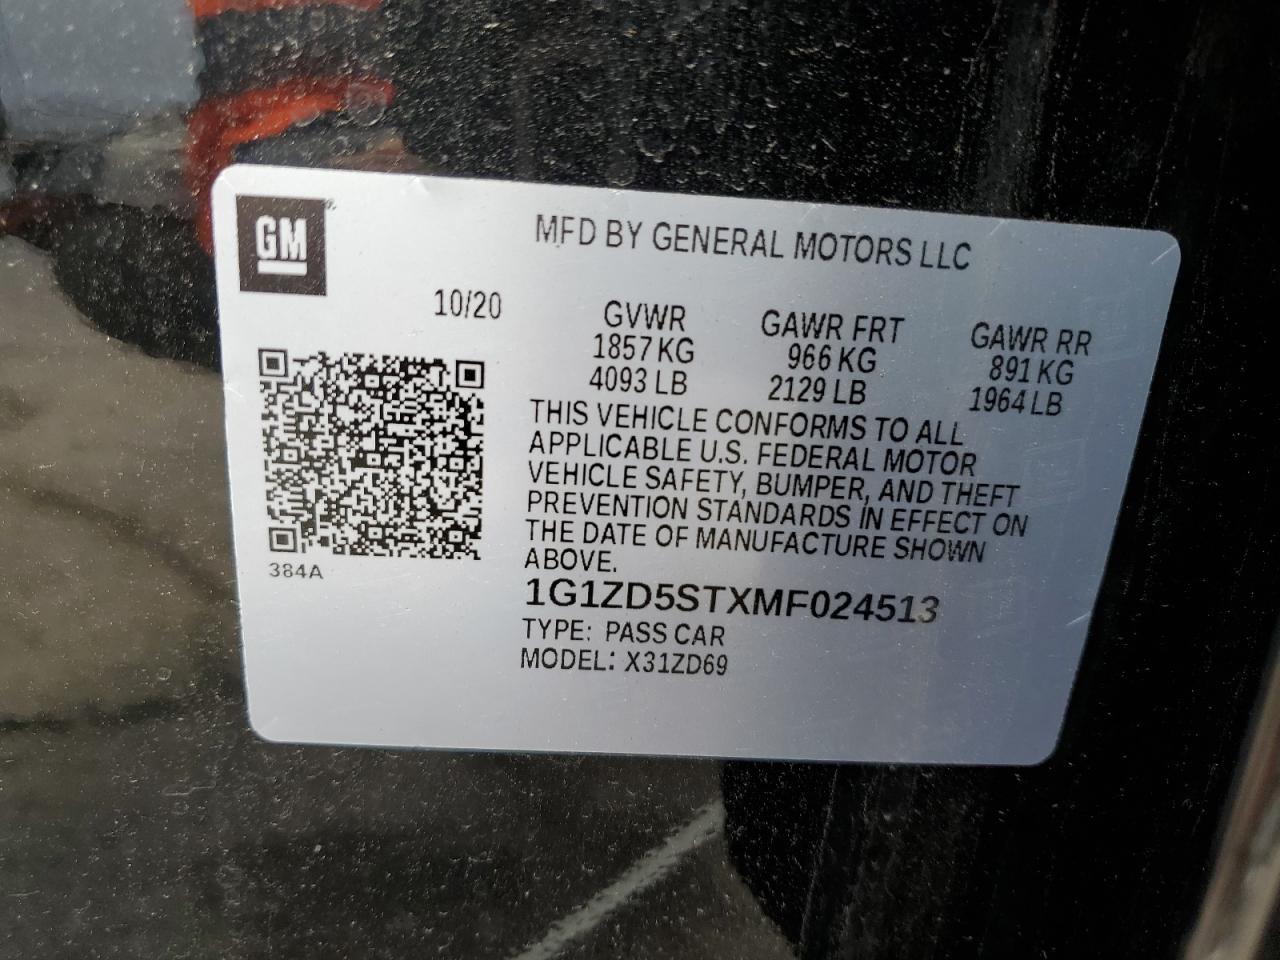 GM
MFD BY GENERAL MOTORS LLC
10/20
GVWR
1857 KG
4093 LB
GAWR FRT
966 KG
2129 LB
GAWR RR
891 KG
1964 LB
THIS VEHICLE CONFORMS TO ALL
APPLICABLE U.S. FEDERAL MOTOR
VEHICLE SAFETY, BUMPER, AND THEFT
PREVENTION STANDARDS IN EFFECT ON
THE DATE OF MANUFACTURE SHOWN
ABOVE.
384A
1G1ZD5STXMF024513
TYPE: PASS CAR
MODEL: X31ZD69